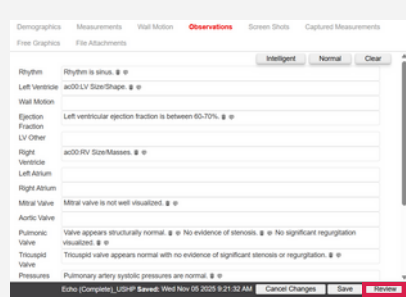 Demographics Measurements Wall Motion Observations Screen Shots Captured Measurements
Free Graphics File Attachments
Intelligent Normal Clear
Rhythm Rhythm is sinus.
Left Ventricle ac00:LV Size/Shape.
Wall Motion
Ejection Fraction Left ventricular ejection fraction is between 60-70%.
LV Other
Right Ventricle ac00:RV Size/Masses.
Left Atrium
Right Atrium
Mitral Valve Mitral valve is not well visualized.
Aortic Valve
Pulmonic Valve Valve appears structurally normal. No evidence of stenosis. No significant regurgitation
visualized.
Tricuspid Valve Tricuspid valve appears normal with no evidence of significant stenosis or regurgitation.
Pressures Pulmonary artery systolic pressures are normal.
Echo (Complete)_USHP Saved: Wed Nov 05 2025 9:21:32 AM Cancel Changes Save Review